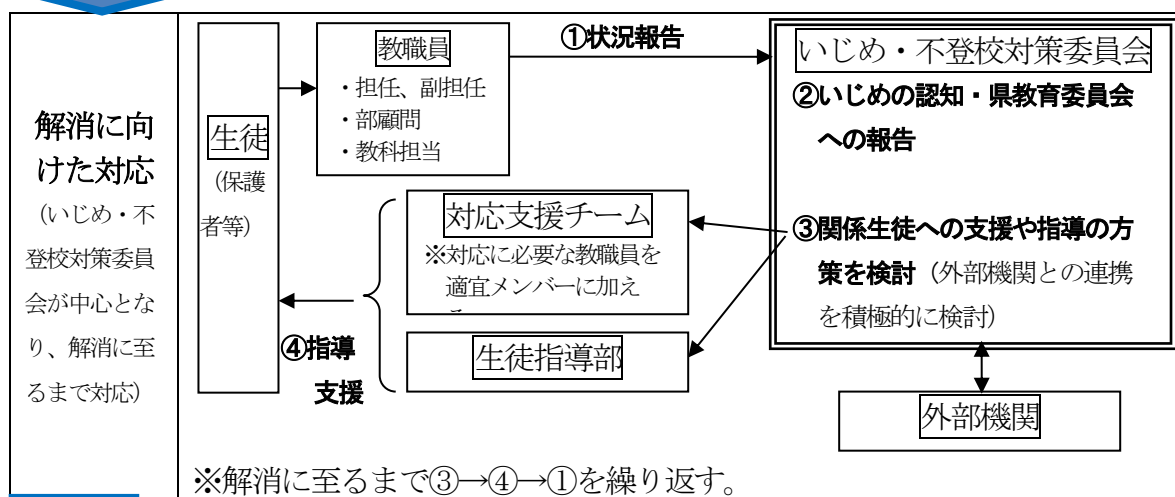 解消に向
けた対応
(いじめ・不
登校対策委員
会が中心とな
り、解消に至
るまで対応)
生徒
(保護
者等)
教職員
・担任、副担任
・部顧問
・教科担当
①状況報告
いじめ・不登校対策委員会
②いじめの認知・県教育委員会
への報告
③関係生徒への支援や指導の方
策を検討(外部機関との連携
を積極的に検討)
対応支援チーム
※対応に必要な教職員を
適宜メンバーに加え
生徒指導部
④指導
支援
外部機関
※解消に至るまで③→④→①を繰り返す。